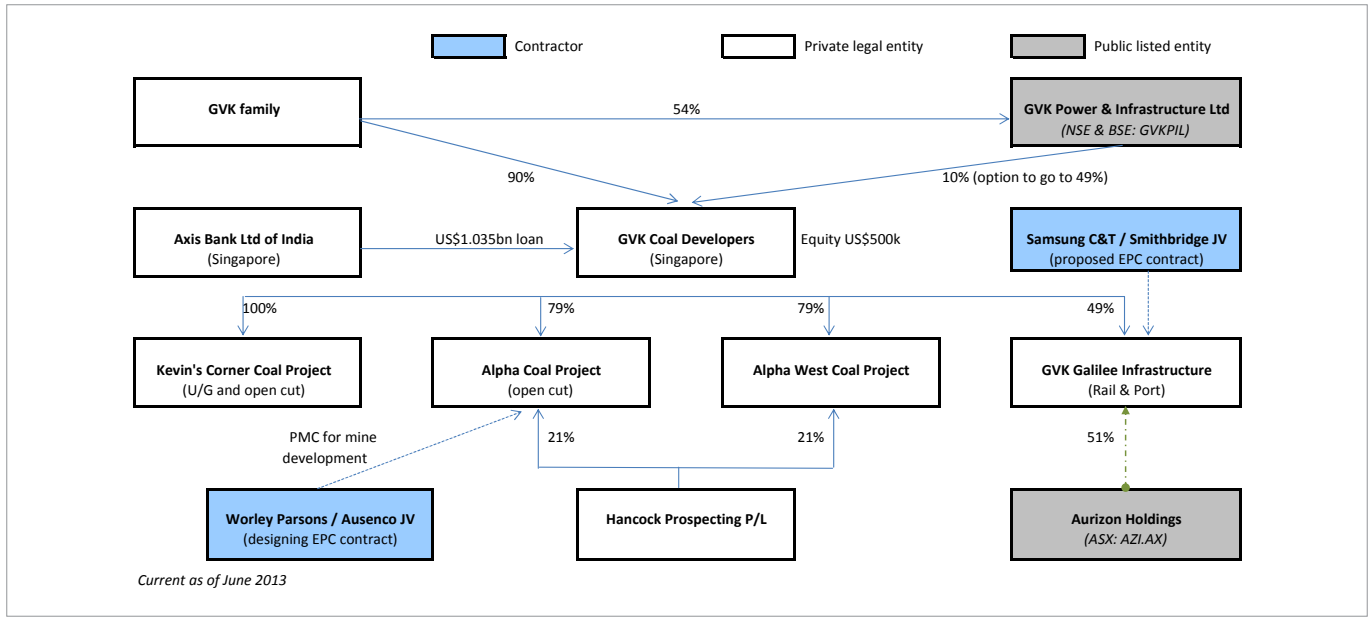 Contractor
Private legal entity
Public listed entity
GVK family
54%
GVK Power & Infrastructure Ltd
(NSE & BSE: GVKPIL)
90%
10% (option to go to 49%)
Axis Bank Ltd of India
(Singapore)
US$1.035bn loan
GVK Coal Developers
(Singapore)
Equity US$500k
Samsung C&T / Smithbridge JV
(proposed EPC contract)
100%
79%
79%
49%
Kevin's Corner Coal Project
(U/G and open cut)
Alpha Coal Project
(open cut)
Alpha West Coal Project
GVK Galilee Infrastructure
(Rail & Port)
PMC for mine
development
21%
21%
51%
Worley Parsons / Ausenco JV
(designing EPC contract)
Hancock Prospecting P/L
Aurizon Holdings
(ASX: AZI.AX)
Current as of June 2013